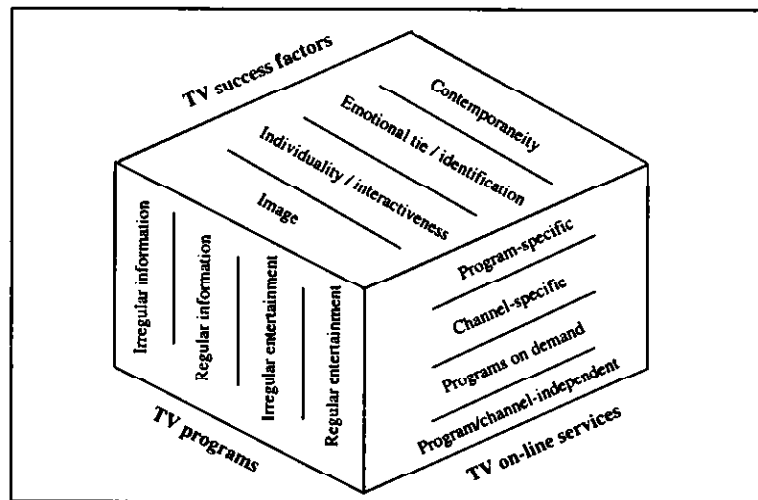 TV success factors
Contemporaneity
Emotional tie / identification
Individuality / interactiveness
Image
Irregular information
Regular information
Irregular entertainment
Regular entertainment
TV programs
Program-specific
Channel-specific
Programs on demand
Program/channel-independent
TV on-line services